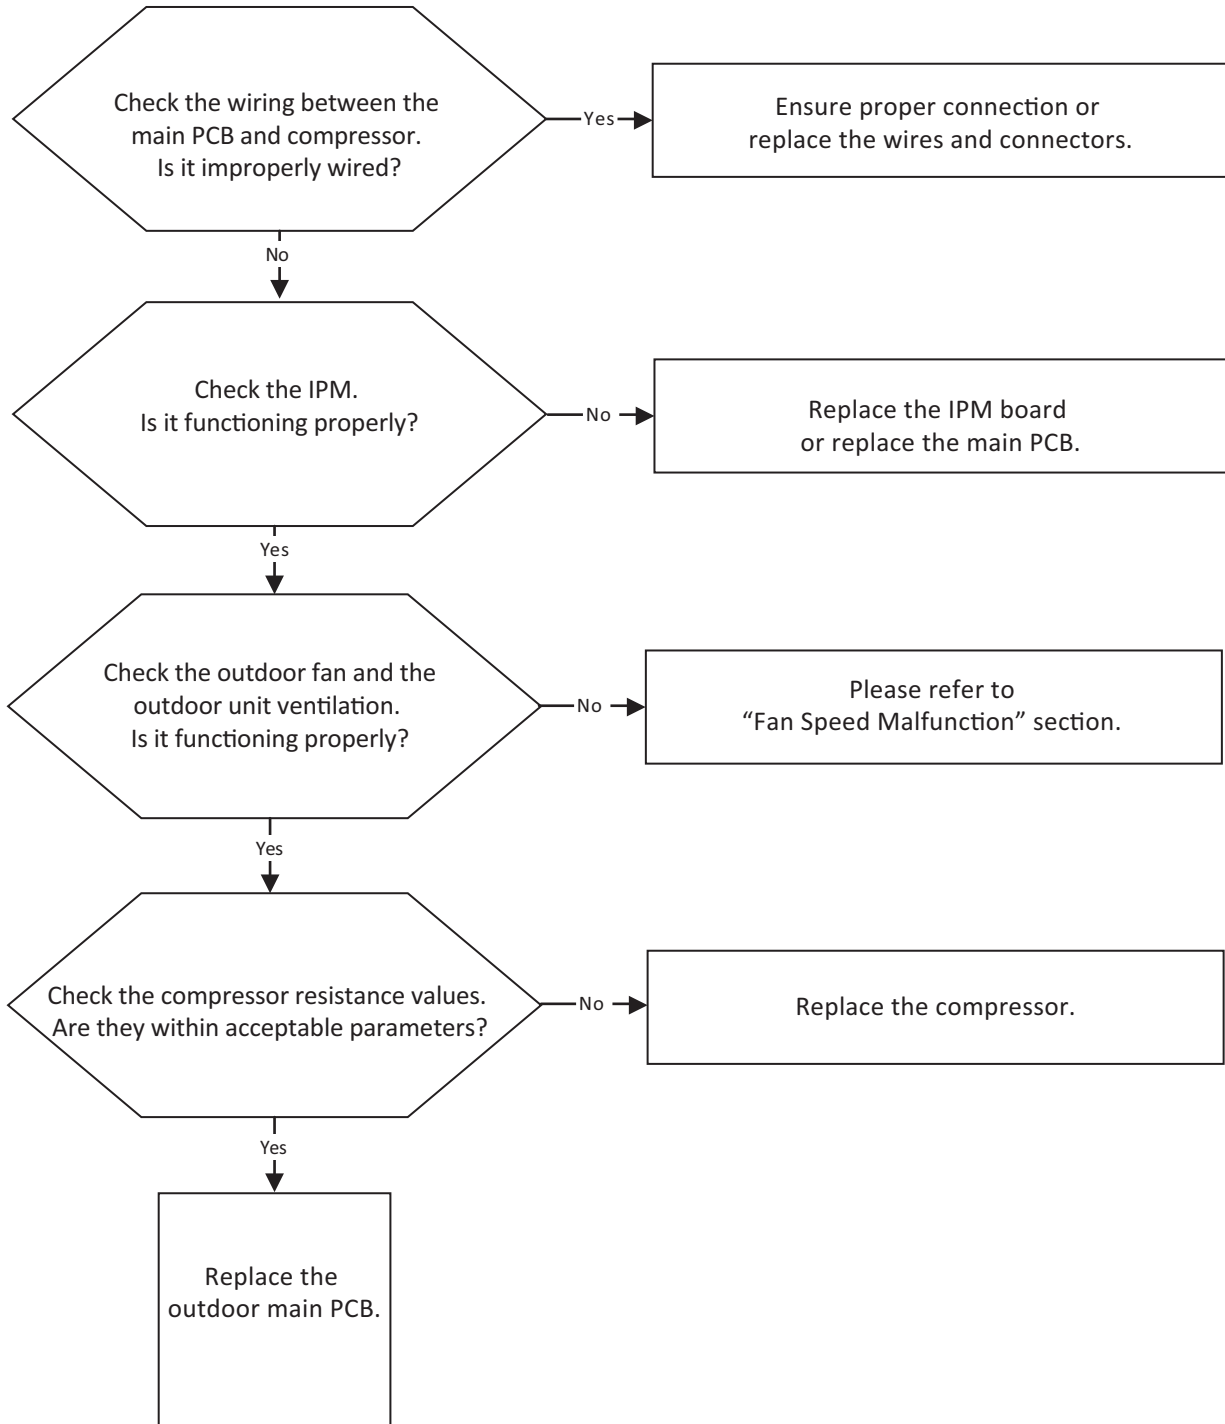 Check the wiring between the
main PCB and compressor.
Is it improperly wired?
Yes
Ensure proper connection or
replace the wires and connectors.
No
Check the IPM.
Is it functioning properly?
No
Replace the IPM board
or replace the main PCB.
Yes
Check the outdoor fan and the
outdoor unit ventilation.
Is it functioning properly?
No
Please refer to
“Fan Speed Malfunction” section.
Yes
Check the compressor resistance values.
Are they within acceptable parameters?
No
Replace the compressor.
Yes
Replace the
outdoor main PCB.